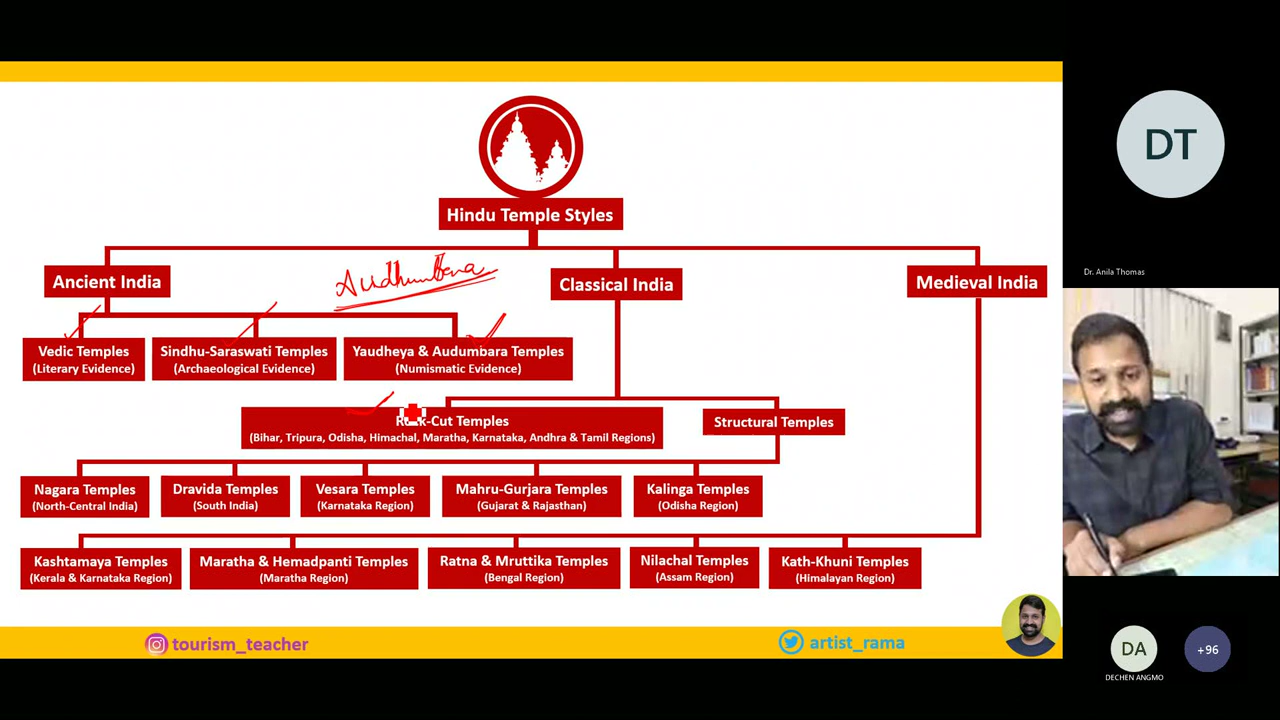 Hindu Temple Styles
Ancient India
Audhumbera
Classical India
Medieval India
Vedic Temples
(Literary Evidence)
Sindhu-Saraswati Temples
(Archaeological Evidence)
Yaudheya & Audumbara Temples
(Numismatic Evidence)
Rock-Cut Temples
(Bihar, Tripura, Odisha, Himachal, Maratha, Karnataka, Andhra & Tamil Regions)
Structural Temples
Nagara Temples
(North-Central India)
Dravida Temples
(South India)
Vesara Temples
(Karnataka Region)
Mahru-Gurjara Temples
(Gujarat & Rajasthan)
Kalinga Temples
(Odisha Region)
Kashtamaya Temples
(Kerala & Karnataka Region)
Maratha & Hemadpanti Temples
(Maratha Region)
Ratna & Mruttika Temples
(Bengal Region)
Nilachal Temples
(Assam Region)
Kath-Khuni Temples
(Himalayan Region)
tourism_teacher
artist_rama
DT
Dr. Anila Thomas
DA
DECHEN ANGMO
+96